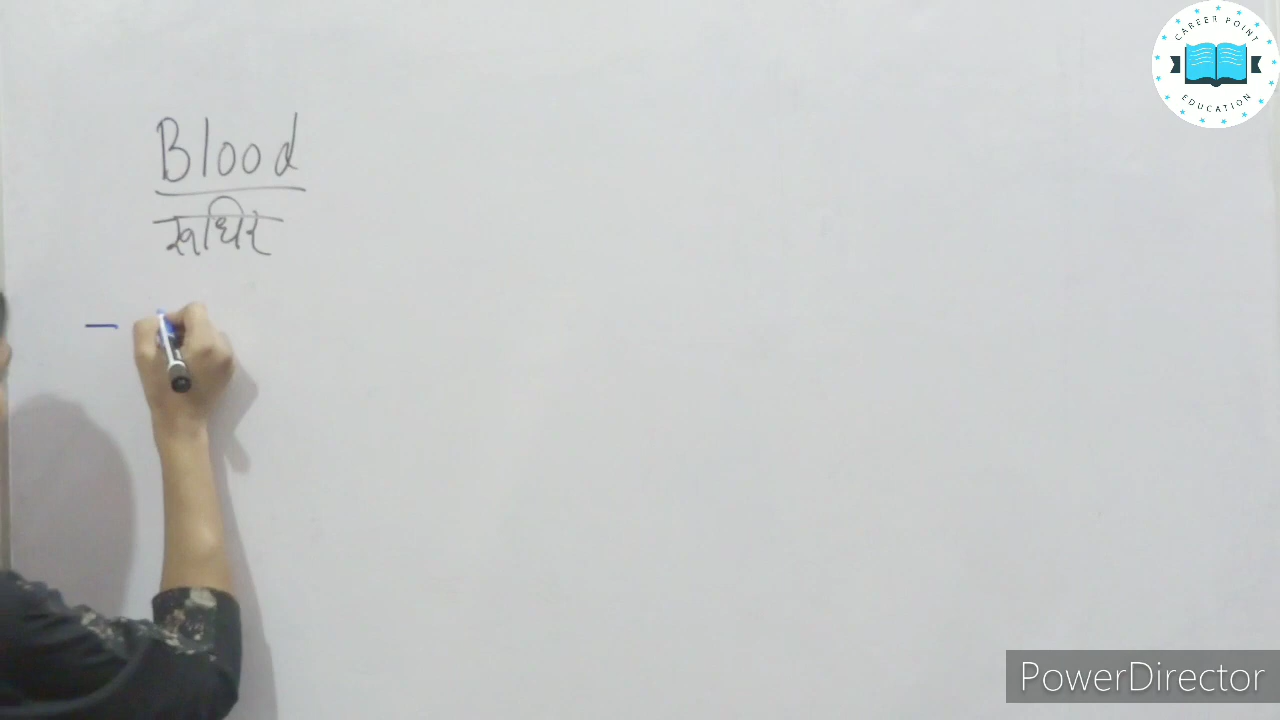 CAREER POINT
EDUCATION
Blood
रूधिर
PowerDirector